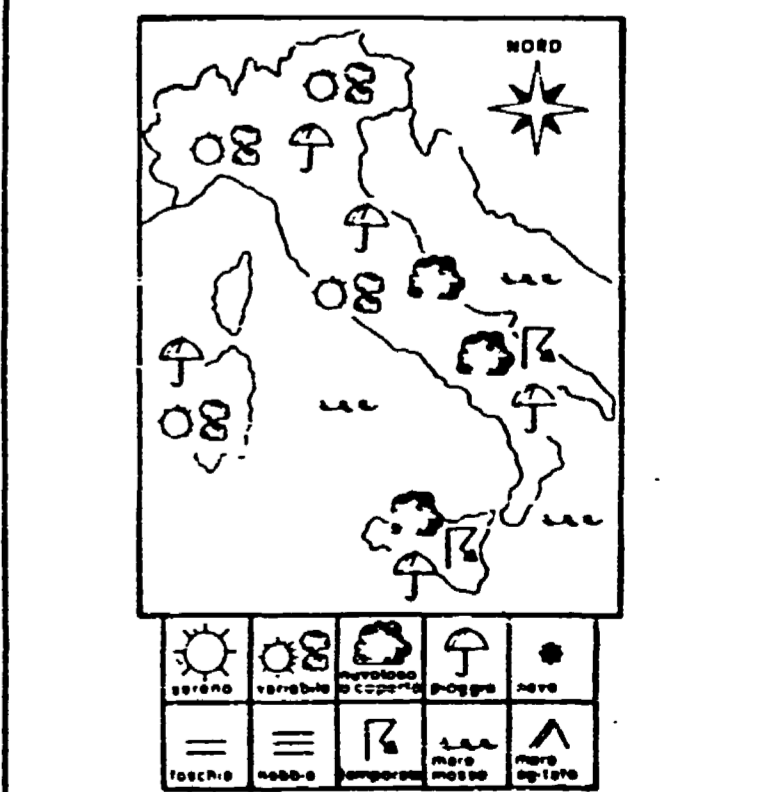 NORD
sereno
variabile
nuvoloso
o coperto
pioggia
neve
foschia
nebbia
temporale
mare
mosso
mare
agitato